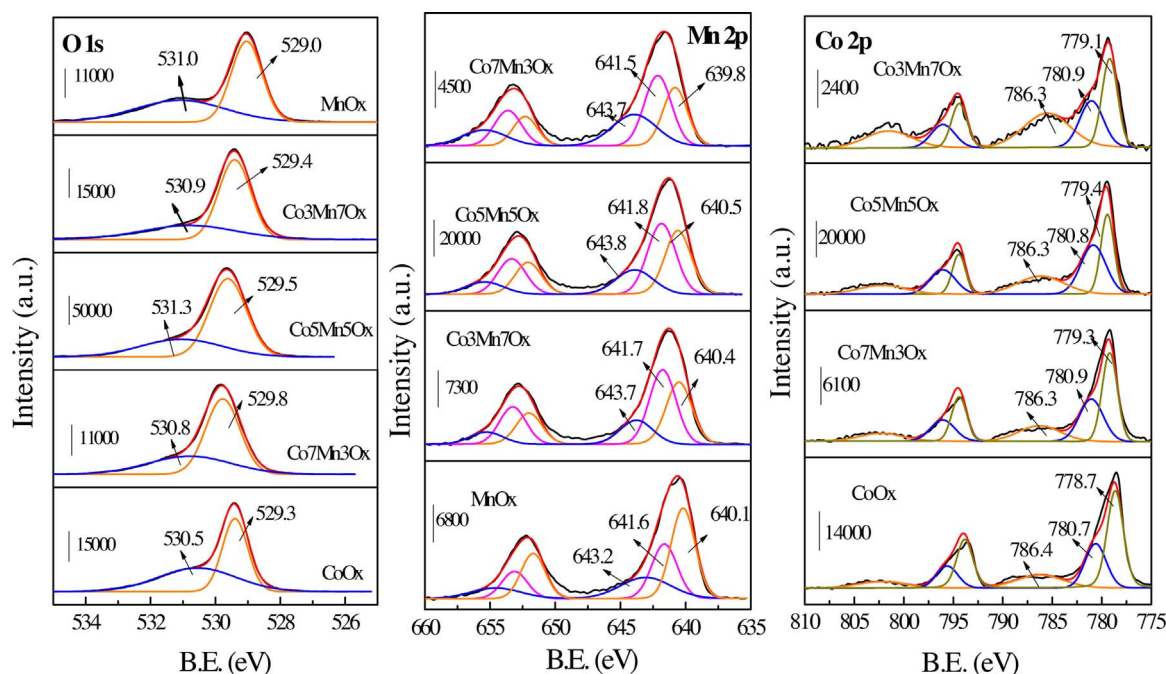 O 1s
531.0
529.0
11000
MnOx
530.9
529.4
15000
Co3Mn7Ox
531.3
529.5
50000
Co5Mn5Ox
530.8
529.8
11000
Co7Mn3Ox
530.5
529.3
15000
CoOx
534 532 530 528 526
B.E. (eV)
Intensity (a.u.)
Mn 2p
Co7Mn3Ox
4500
641.5
639.8
643.7
Co5Mn5Ox
20000
641.8
640.5
643.8
Co3Mn7Ox
7300
641.7
640.4
643.7
MnOx
6800
641.6
640.1
643.2
660 655 650 645 640 635
B.E. (eV)
Intensity (a.u.)
Co 2p
779.1
Co3Mn7Ox
780.9
2400
786.3
779.4
Co5Mn5Ox
780.8
20000
786.3
779.3
Co7Mn3Ox
780.9
6100
786.3
778.7
CoOx
780.7
14000
786.4
810 805 800 795 790 785 780 775
B.E. (eV)
Intensity (a.u.)